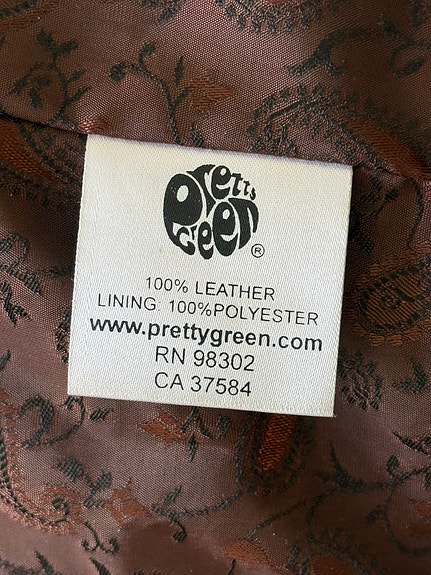 Pretty
Green
®
100% LEATHER
LINING: 100%POLYESTER
www.prettygreen.com
RN 98302
CA 37584